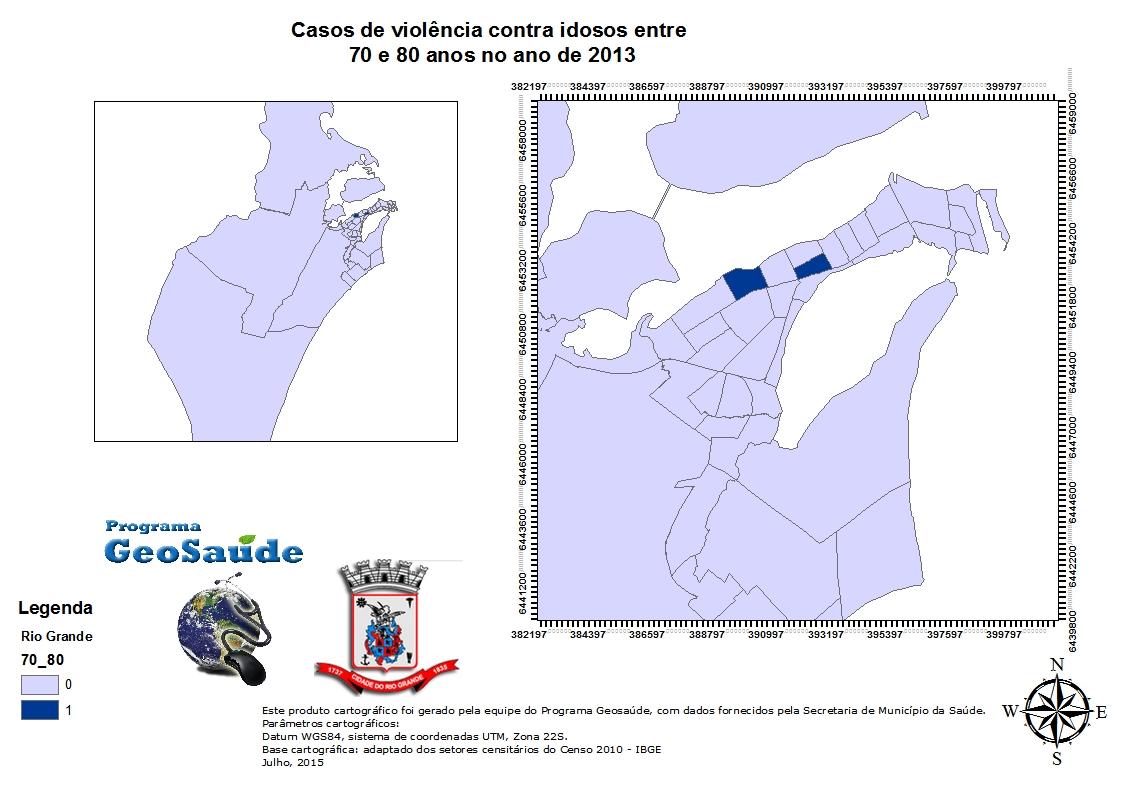 Casos de violência contra idosos entre
70 e 80 anos no ano de 2013
382197 384397 386597 388797 390997 393197 395397 397597 399797
6458000
6455600
6453200
6450800
6448400
6446000
6443600
6441200
6459000
6456600
6454200
6451800
6449400
6447000
6444600
6442200
6439800
382197 384397 386597 388797 390997 393197 395397 397597 399797
Programa
GeoSaúde
1737 CIDADE DO RIO GRANDE 1835
Legenda
Rio Grande
70_80
0
1
Este produto cartográfico foi gerado pela equipe do Programa Geosaúde, com dados fornecidos pela Secretaria de Município da Saúde.
Parâmetros cartográficos:
Datum WGS84, sistema de coordenadas UTM, Zona 22S.
Base cartográfica: adaptado dos setores censitários do Censo 2010 - IBGE
Julho, 2015
N
W
E
S